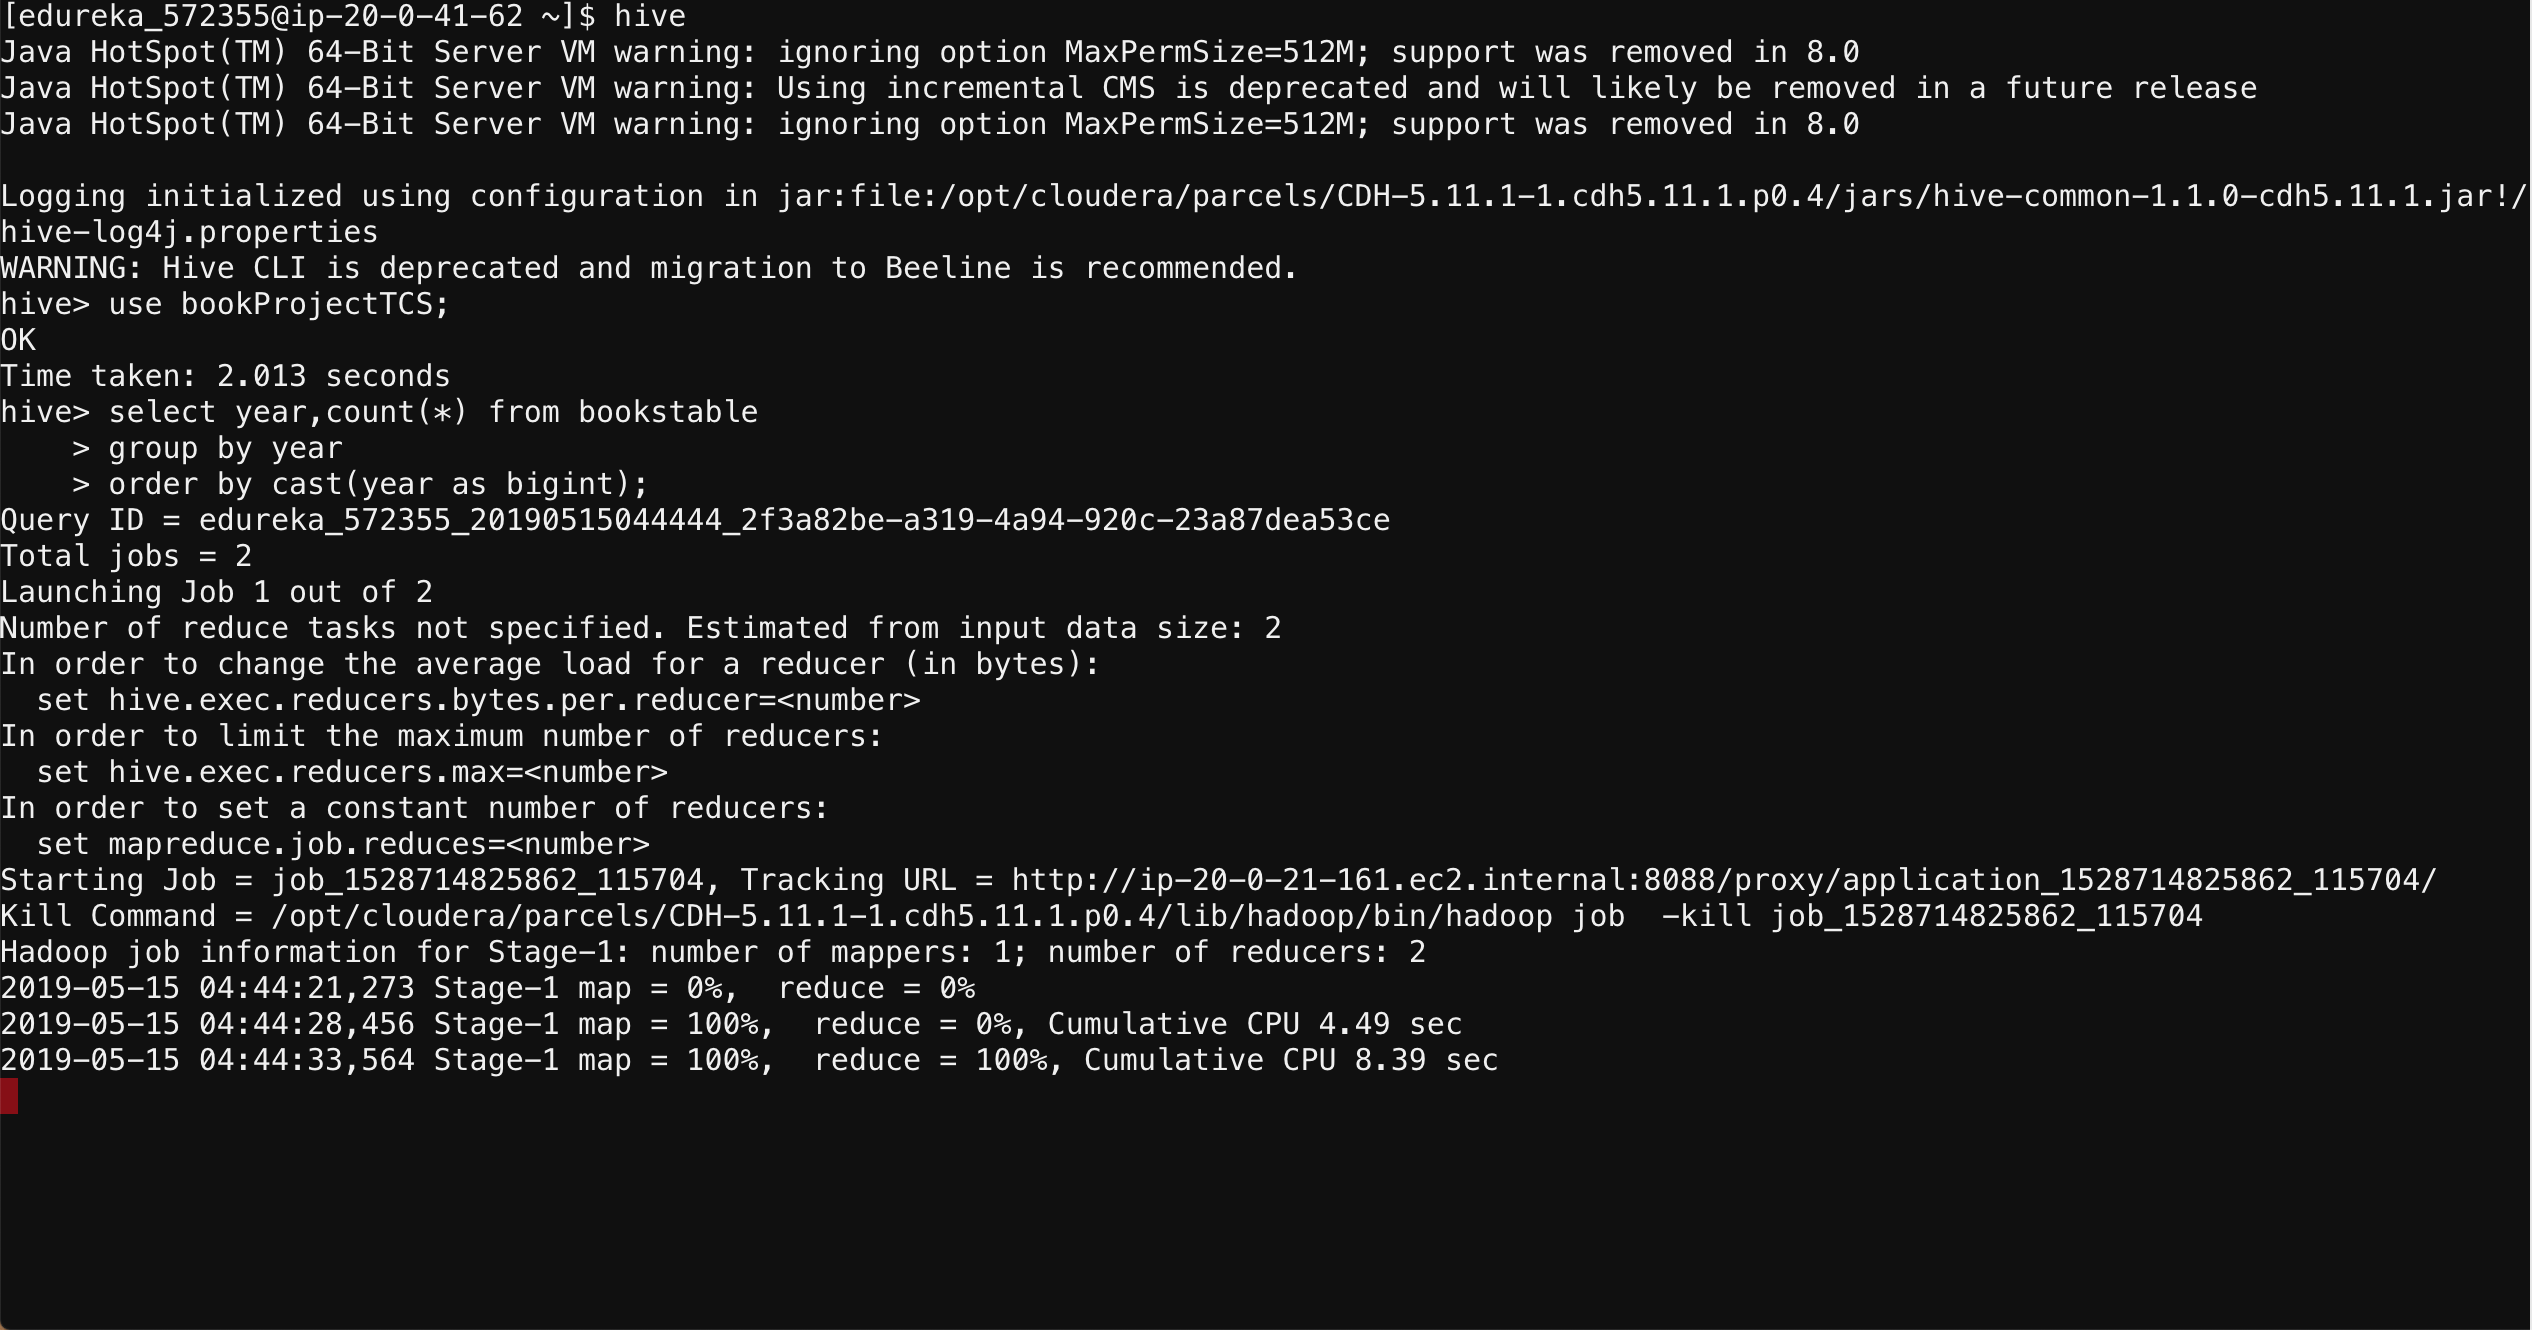 [edureka_572355@ip-20-0-41-62 ~]$ hive
Java HotSpot(TM) 64-Bit Server VM warning: ignoring option MaxPermSize=512M; support was removed in 8.0
Java HotSpot(TM) 64-Bit Server VM warning: Using incremental CMS is deprecated and will likely be removed in a future release
Java HotSpot(TM) 64-Bit Server VM warning: ignoring option MaxPermSize=512M; support was removed in 8.0

Logging initialized using configuration in jar:file:/opt/cloudera/parcels/CDH-5.11.1-1.cdh5.11.1.p0.4/jars/hive-common-1.1.0-cdh5.11.1.jar!/
hive-log4j.properties
WARNING: Hive CLI is deprecated and migration to Beeline is recommended.
hive> use bookProjectTCS;
OK
Time taken: 2.013 seconds
hive> select year,count(*) from bookstable
    > group by year
    > order by cast(year as bigint);
Query ID = edureka_572355_20190515044444_2f3a82be-a319-4a94-920c-23a87dea53ce
Total jobs = 2
Launching Job 1 out of 2
Number of reduce tasks not specified. Estimated from input data size: 2
In order to change the average load for a reducer (in bytes):
  set hive.exec.reducers.bytes.per.reducer=<number>
In order to limit the maximum number of reducers:
  set hive.exec.reducers.max=<number>
In order to set a constant number of reducers:
  set mapreduce.job.reduces=<number>
Starting Job = job_1528714825862_115704, Tracking URL = http://ip-20-0-21-161.ec2.internal:8088/proxy/application_1528714825862_115704/
Kill Command = /opt/cloudera/parcels/CDH-5.11.1-1.cdh5.11.1.p0.4/lib/hadoop/bin/hadoop job  -kill job_1528714825862_115704
Hadoop job information for Stage-1: number of mappers: 1; number of reducers: 2
2019-05-15 04:44:21,273 Stage-1 map = 0%,  reduce = 0%
2019-05-15 04:44:28,456 Stage-1 map = 100%,  reduce = 0%, Cumulative CPU 4.49 sec
2019-05-15 04:44:33,564 Stage-1 map = 100%,  reduce = 100%, Cumulative CPU 8.39 sec